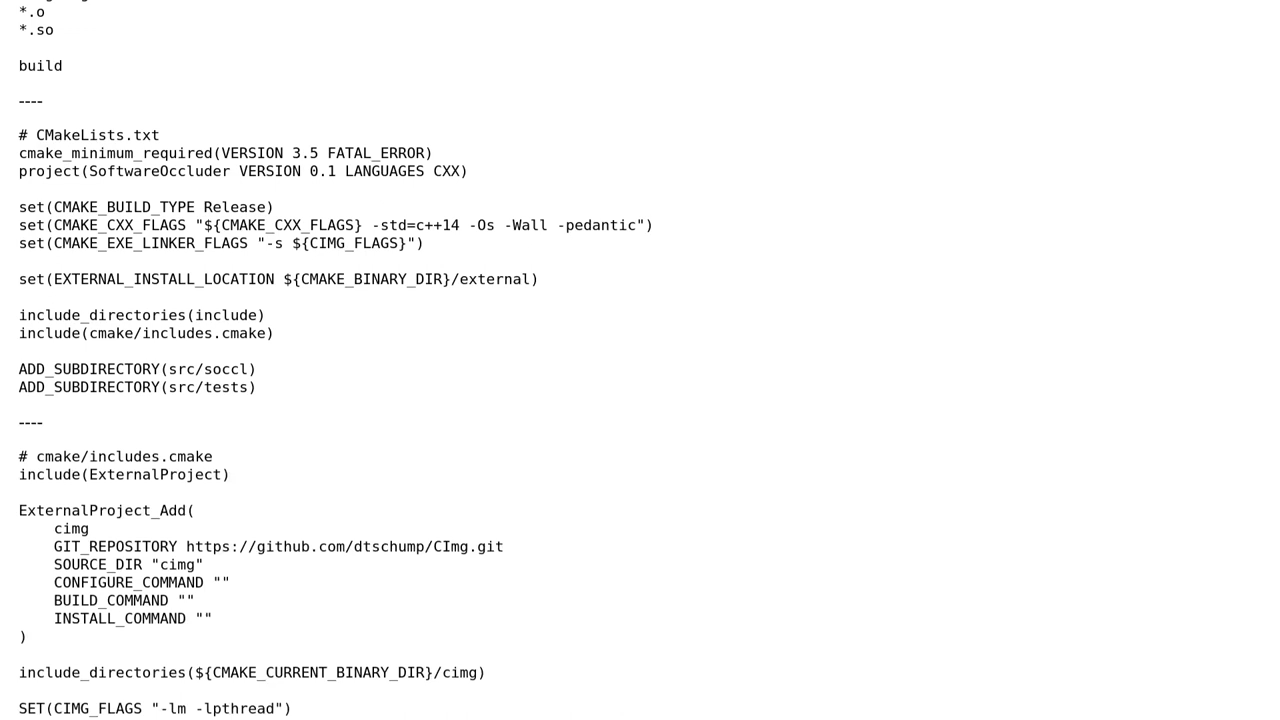 *.o
*.so

build

----

# CMakeLists.txt
cmake_minimum_required(VERSION 3.5 FATAL_ERROR)
project(SoftwareOccluder VERSION 0.1 LANGUAGES CXX)

set(CMAKE_BUILD_TYPE Release)
set(CMAKE_CXX_FLAGS "${CMAKE_CXX_FLAGS} -std=c++14 -Os -Wall -pedantic")
set(CMAKE_EXE_LINKER_FLAGS "-s ${CIMG_FLAGS}")

set(EXTERNAL_INSTALL_LOCATION ${CMAKE_BINARY_DIR}/external)

include_directories(include)
include(cmake/includes.cmake)

ADD_SUBDIRECTORY(src/soccl)
ADD_SUBDIRECTORY(src/tests)

----

# cmake/includes.cmake
include(ExternalProject)

ExternalProject_Add(
    cimg
    GIT_REPOSITORY https://github.com/dtschump/CImg.git
    SOURCE_DIR "cimg"
    CONFIGURE_COMMAND ""
    BUILD_COMMAND ""
    INSTALL_COMMAND ""
)

include_directories(${CMAKE_CURRENT_BINARY_DIR}/cimg)

SET(CIMG_FLAGS "-lm -lpthread")